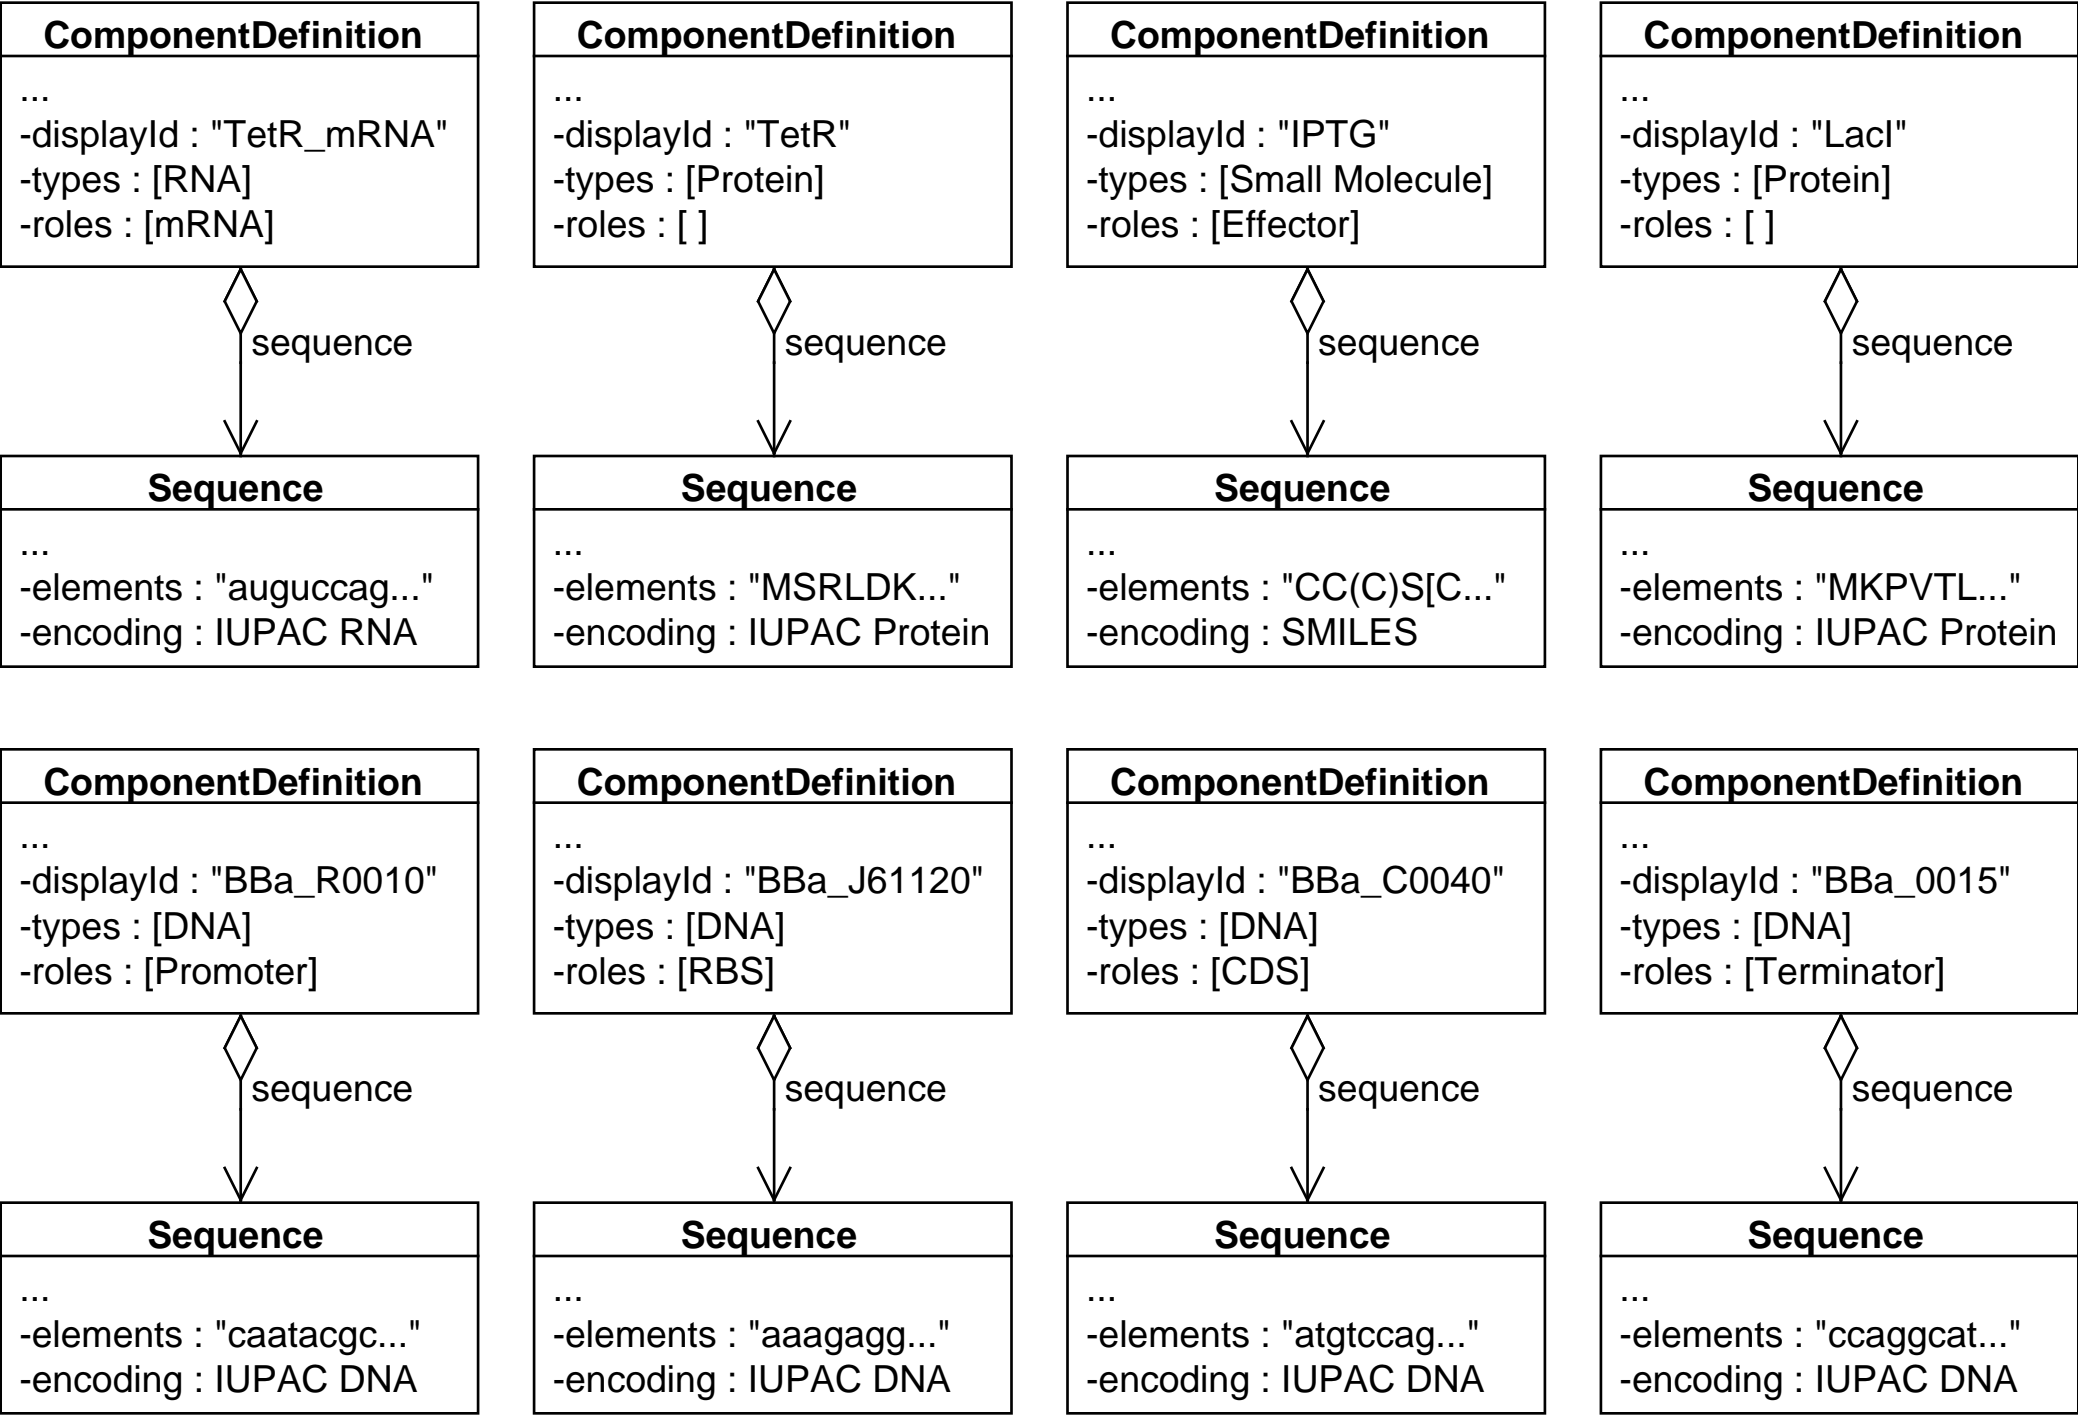 ComponentDefinition
...
-displayId : "TetR_mRNA"
-types : [RNA]
-roles : [mRNA]
sequence
Sequence
...
-elements : "auguccag..."
-encoding : IUPAC RNA
ComponentDefinition
...
-displayId : "TetR"
-types : [Protein]
-roles : [ ]
sequence
Sequence
...
-elements : "MSRLDK..."
-encoding : IUPAC Protein
ComponentDefinition
...
-displayId : "IPTG"
-types : [Small Molecule]
-roles : [Effector]
sequence
Sequence
...
-elements : "CC(C)S[C..."
-encoding : SMILES
ComponentDefinition
...
-displayId : "LacI"
-types : [Protein]
-roles : [ ]
sequence
Sequence
...
-elements : "MKPVTL..."
-encoding : IUPAC Protein
ComponentDefinition
...
-displayId : "BBa_R0010"
-types : [DNA]
-roles : [Promoter]
sequence
Sequence
...
-elements : "caatacgc..."
-encoding : IUPAC DNA
ComponentDefinition
...
-displayId : "BBa_J61120"
-types : [DNA]
-roles : [RBS]
sequence
Sequence
...
-elements : "aaagagg..."
-encoding : IUPAC DNA
ComponentDefinition
...
-displayId : "BBa_C0040"
-types : [DNA]
-roles : [CDS]
sequence
Sequence
...
-elements : "atgtccag..."
-encoding : IUPAC DNA
ComponentDefinition
...
-displayId : "BBa_0015"
-types : [DNA]
-roles : [Terminator]
sequence
Sequence
...
-elements : "ccaggcat..."
-encoding : IUPAC DNA